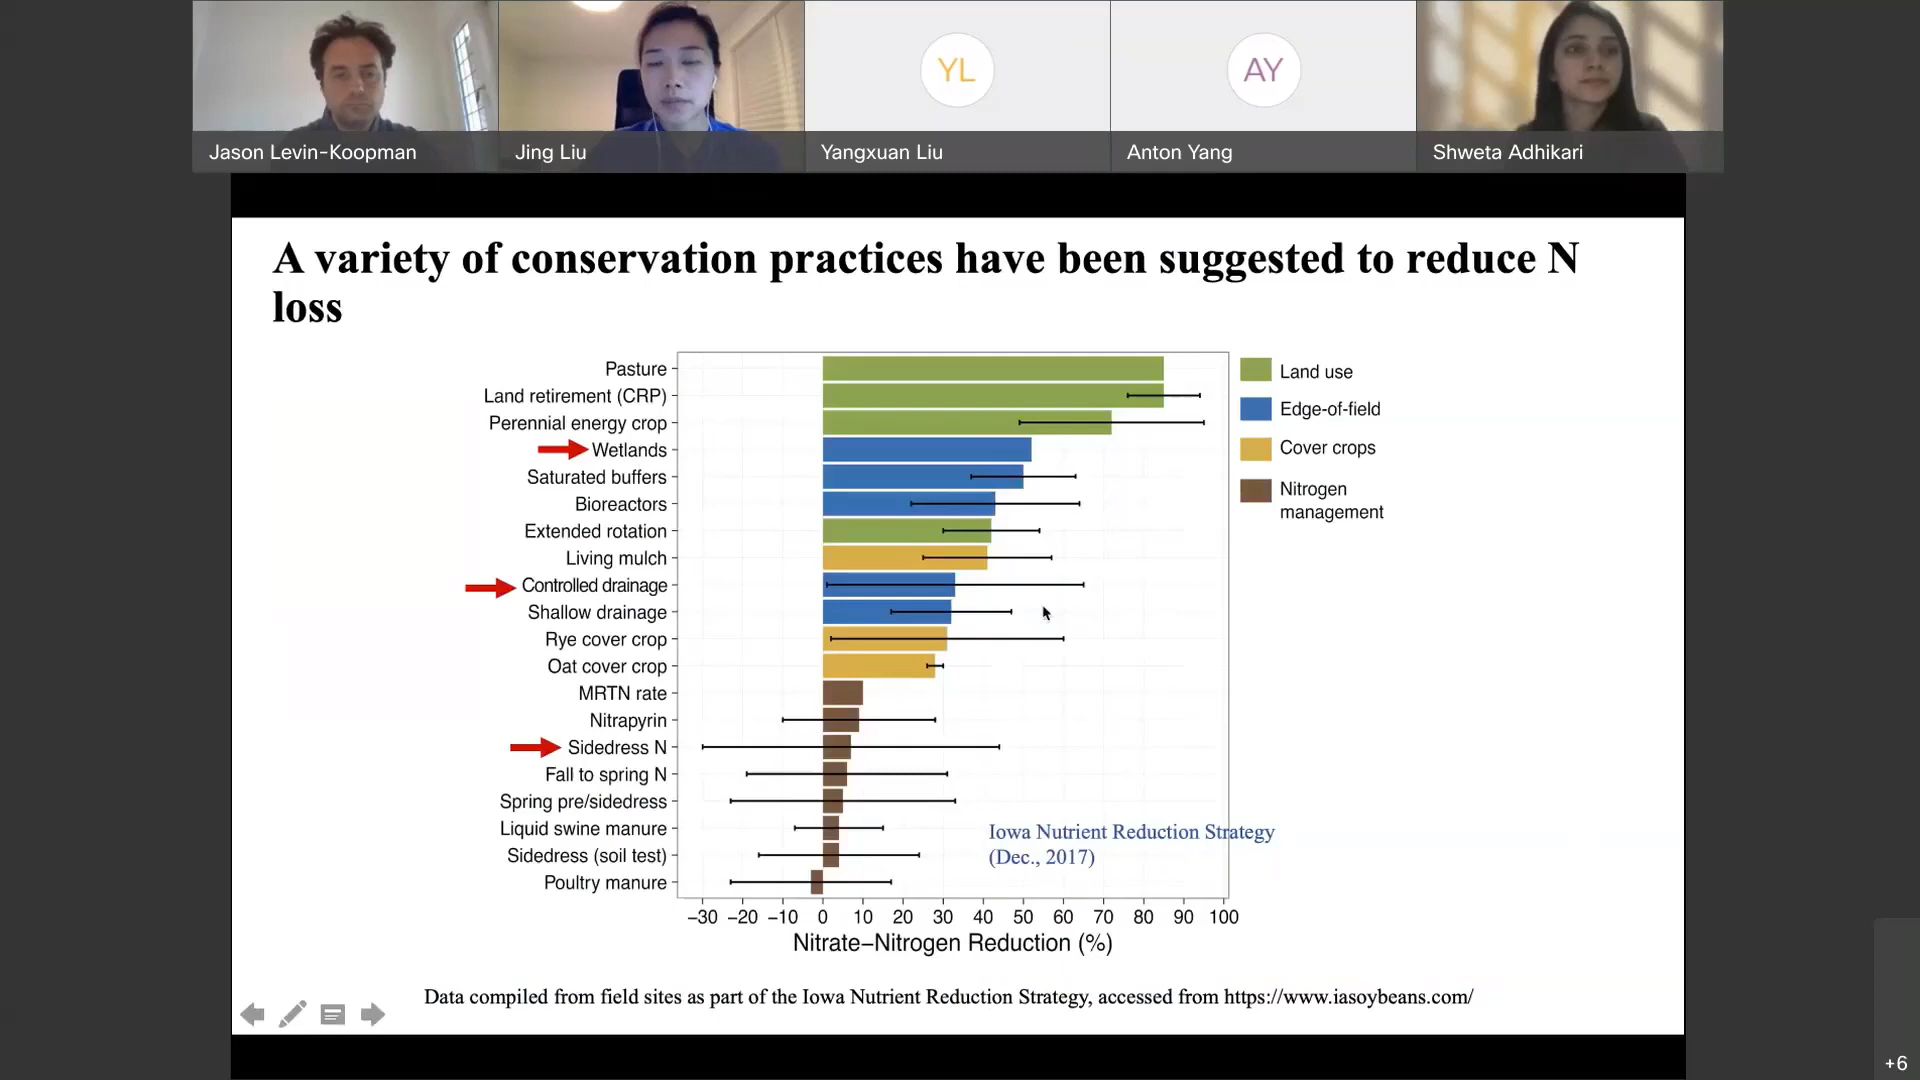 YL
AY
Jason Levin-Koopman
Jing Liu
Yangxuan Liu
Anton Yang
Shweta Adhikari
A variety of conservation practices have been suggested to reduce N
loss
Pasture
Land retirement (CRP)
Perennial energy crop
Wetlands
Saturated buffers
Bioreactors
Extended rotation
Living mulch
Controlled drainage
Shallow drainage
Rye cover crop
Oat cover crop
MRTN rate
Nitrapyrin
Sidedress N
Fall to spring N
Spring pre/sidedress
Liquid swine manure
Sidedress (soil test)
Poultry manure
Land use
Edge-of-field
Cover crops
Nitrogen
management
Iowa Nutrient Reduction Strategy
(Dec., 2017)
−30 −20 −10 0 10 20 30 40 50 60 70 80 90 100
Nitrate−Nitrogen Reduction (%)
Data compiled from field sites as part of the Iowa Nutrient Reduction Strategy, accessed from https://www.iasoybeans.com/
+6